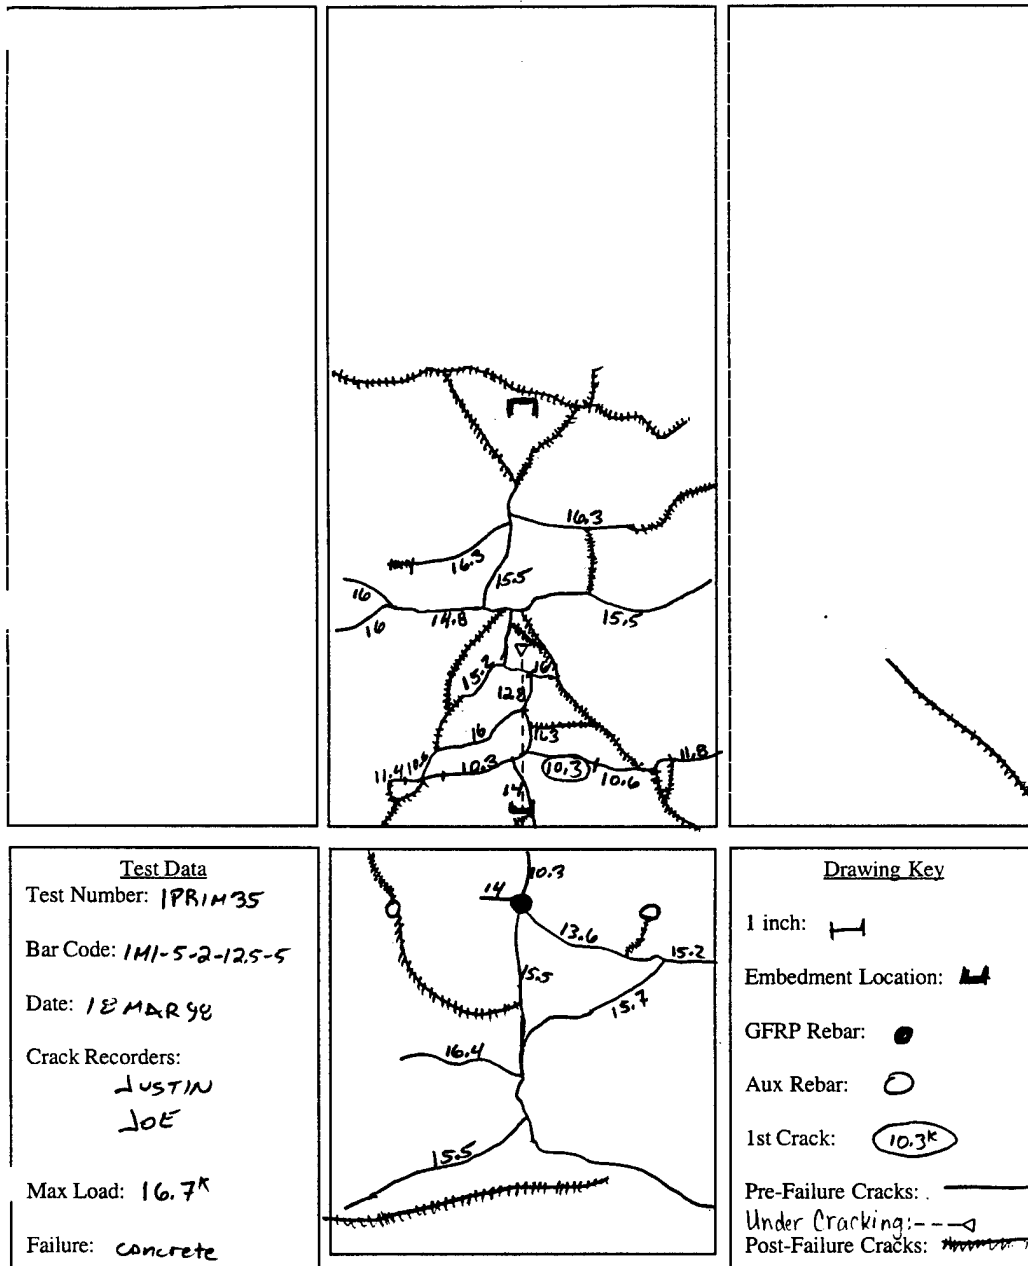 16.3
16.3
15.5
16
14.8
15.5
16
15.2
16
12.8
16
11.8
10.6
11.4
10.3
10.3
10.6
14
Test Data
Test Number: 1PRIM35
Bar Code: 1M1-5-2-12.5-5
Date: 18 MAR 98
Crack Recorders:
JUSTIN
JOE
Max Load: 16.7K
Failure: concrete
10.3
14
13.6
15.2
15.5
15.7
16.4
15.5
Drawing Key
1 inch:
Embedment Location:
GFRP Rebar:
Aux Rebar:
1st Crack: 10.3K
Pre-Failure Cracks:
Under Cracking:
Post-Failure Cracks: